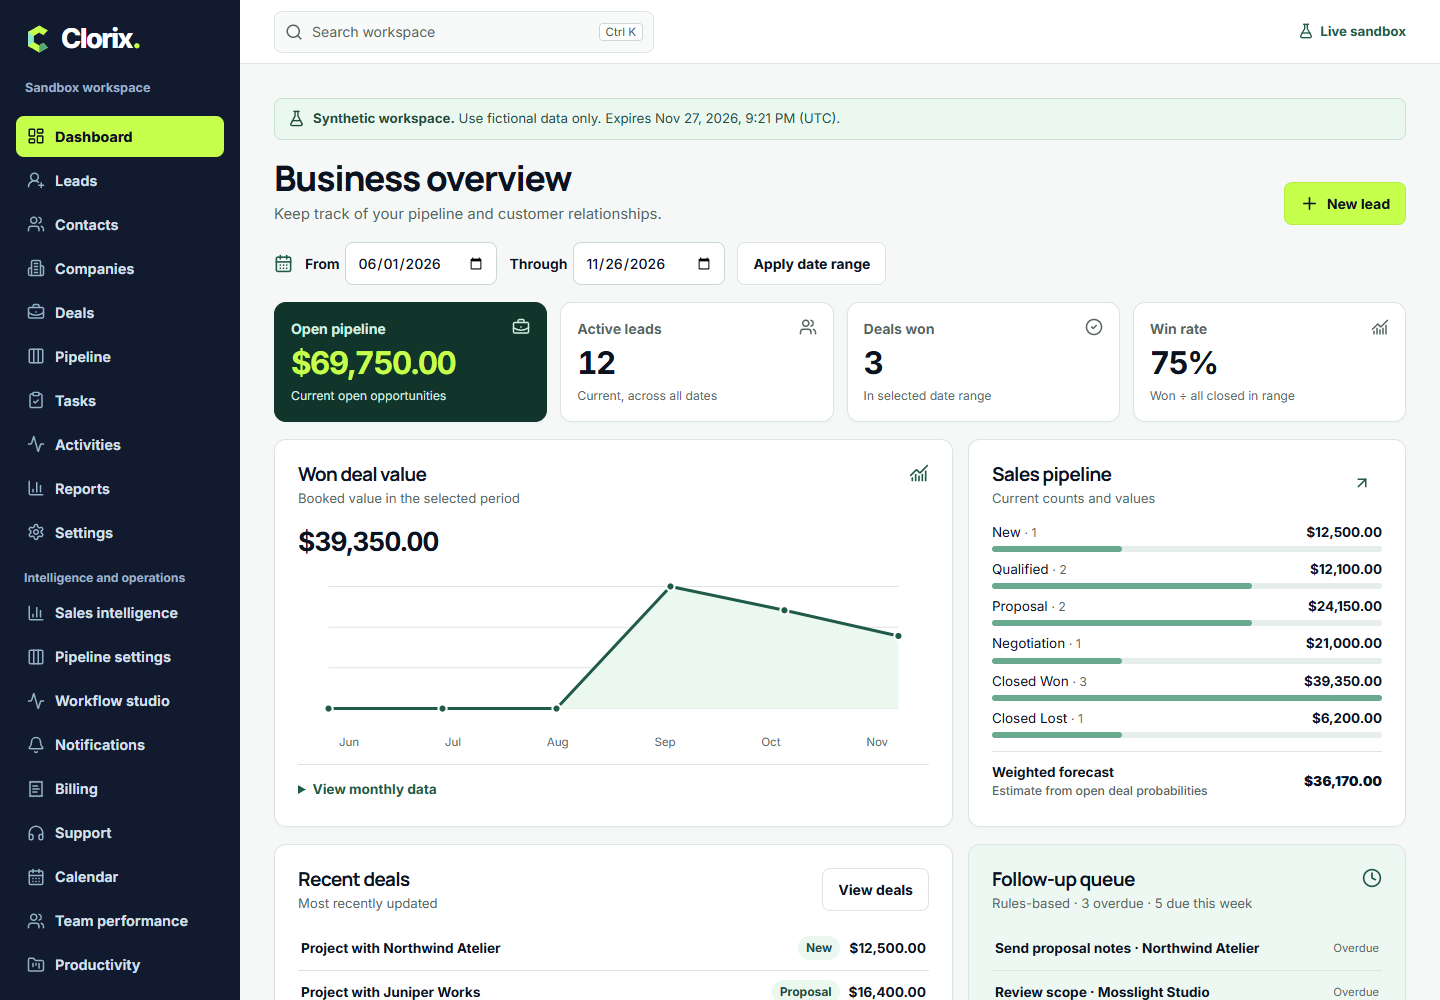 Clorix.
Sandbox workspace
Dashboard
Leads
Contacts
Companies
Deals
Pipeline
Tasks
Activities
Reports
Settings
Intelligence and operations
Sales intelligence
Pipeline settings
Workflow studio
Notifications
Billing
Support
Calendar
Team performance
Productivity
Search workspace
Ctrl K
Live sandbox
Synthetic workspace. Use fictional data only. Expires Nov 27, 2026, 9:21 PM (UTC).
Business overview
Keep track of your pipeline and customer relationships.
New lead
From 06/01/2026 Through 11/26/2026 Apply date range
Open pipeline
$69,750.00
Current open opportunities
Active leads
12
Current, across all dates
Deals won
3
In selected date range
Win rate
75%
Won ÷ all closed in range
Won deal value
Booked value in the selected period
$39,350.00
Jun Jul Aug Sep Oct Nov
View monthly data
Sales pipeline
Current counts and values
New · 1 $12,500.00
Qualified · 2 $12,100.00
Proposal · 2 $24,150.00
Negotiation · 1 $21,000.00
Closed Won · 3 $39,350.00
Closed Lost · 1 $6,200.00
Weighted forecast
Estimate from open deal probabilities
$36,170.00
Recent deals
Most recently updated
View deals
Project with Northwind Atelier New $12,500.00
Project with Juniper Works Proposal $16,400.00
Follow-up queue
Rules-based · 3 overdue · 5 due this week
Send proposal notes · Northwind Atelier Overdue
Review scope · Mosslight Studio Overdue